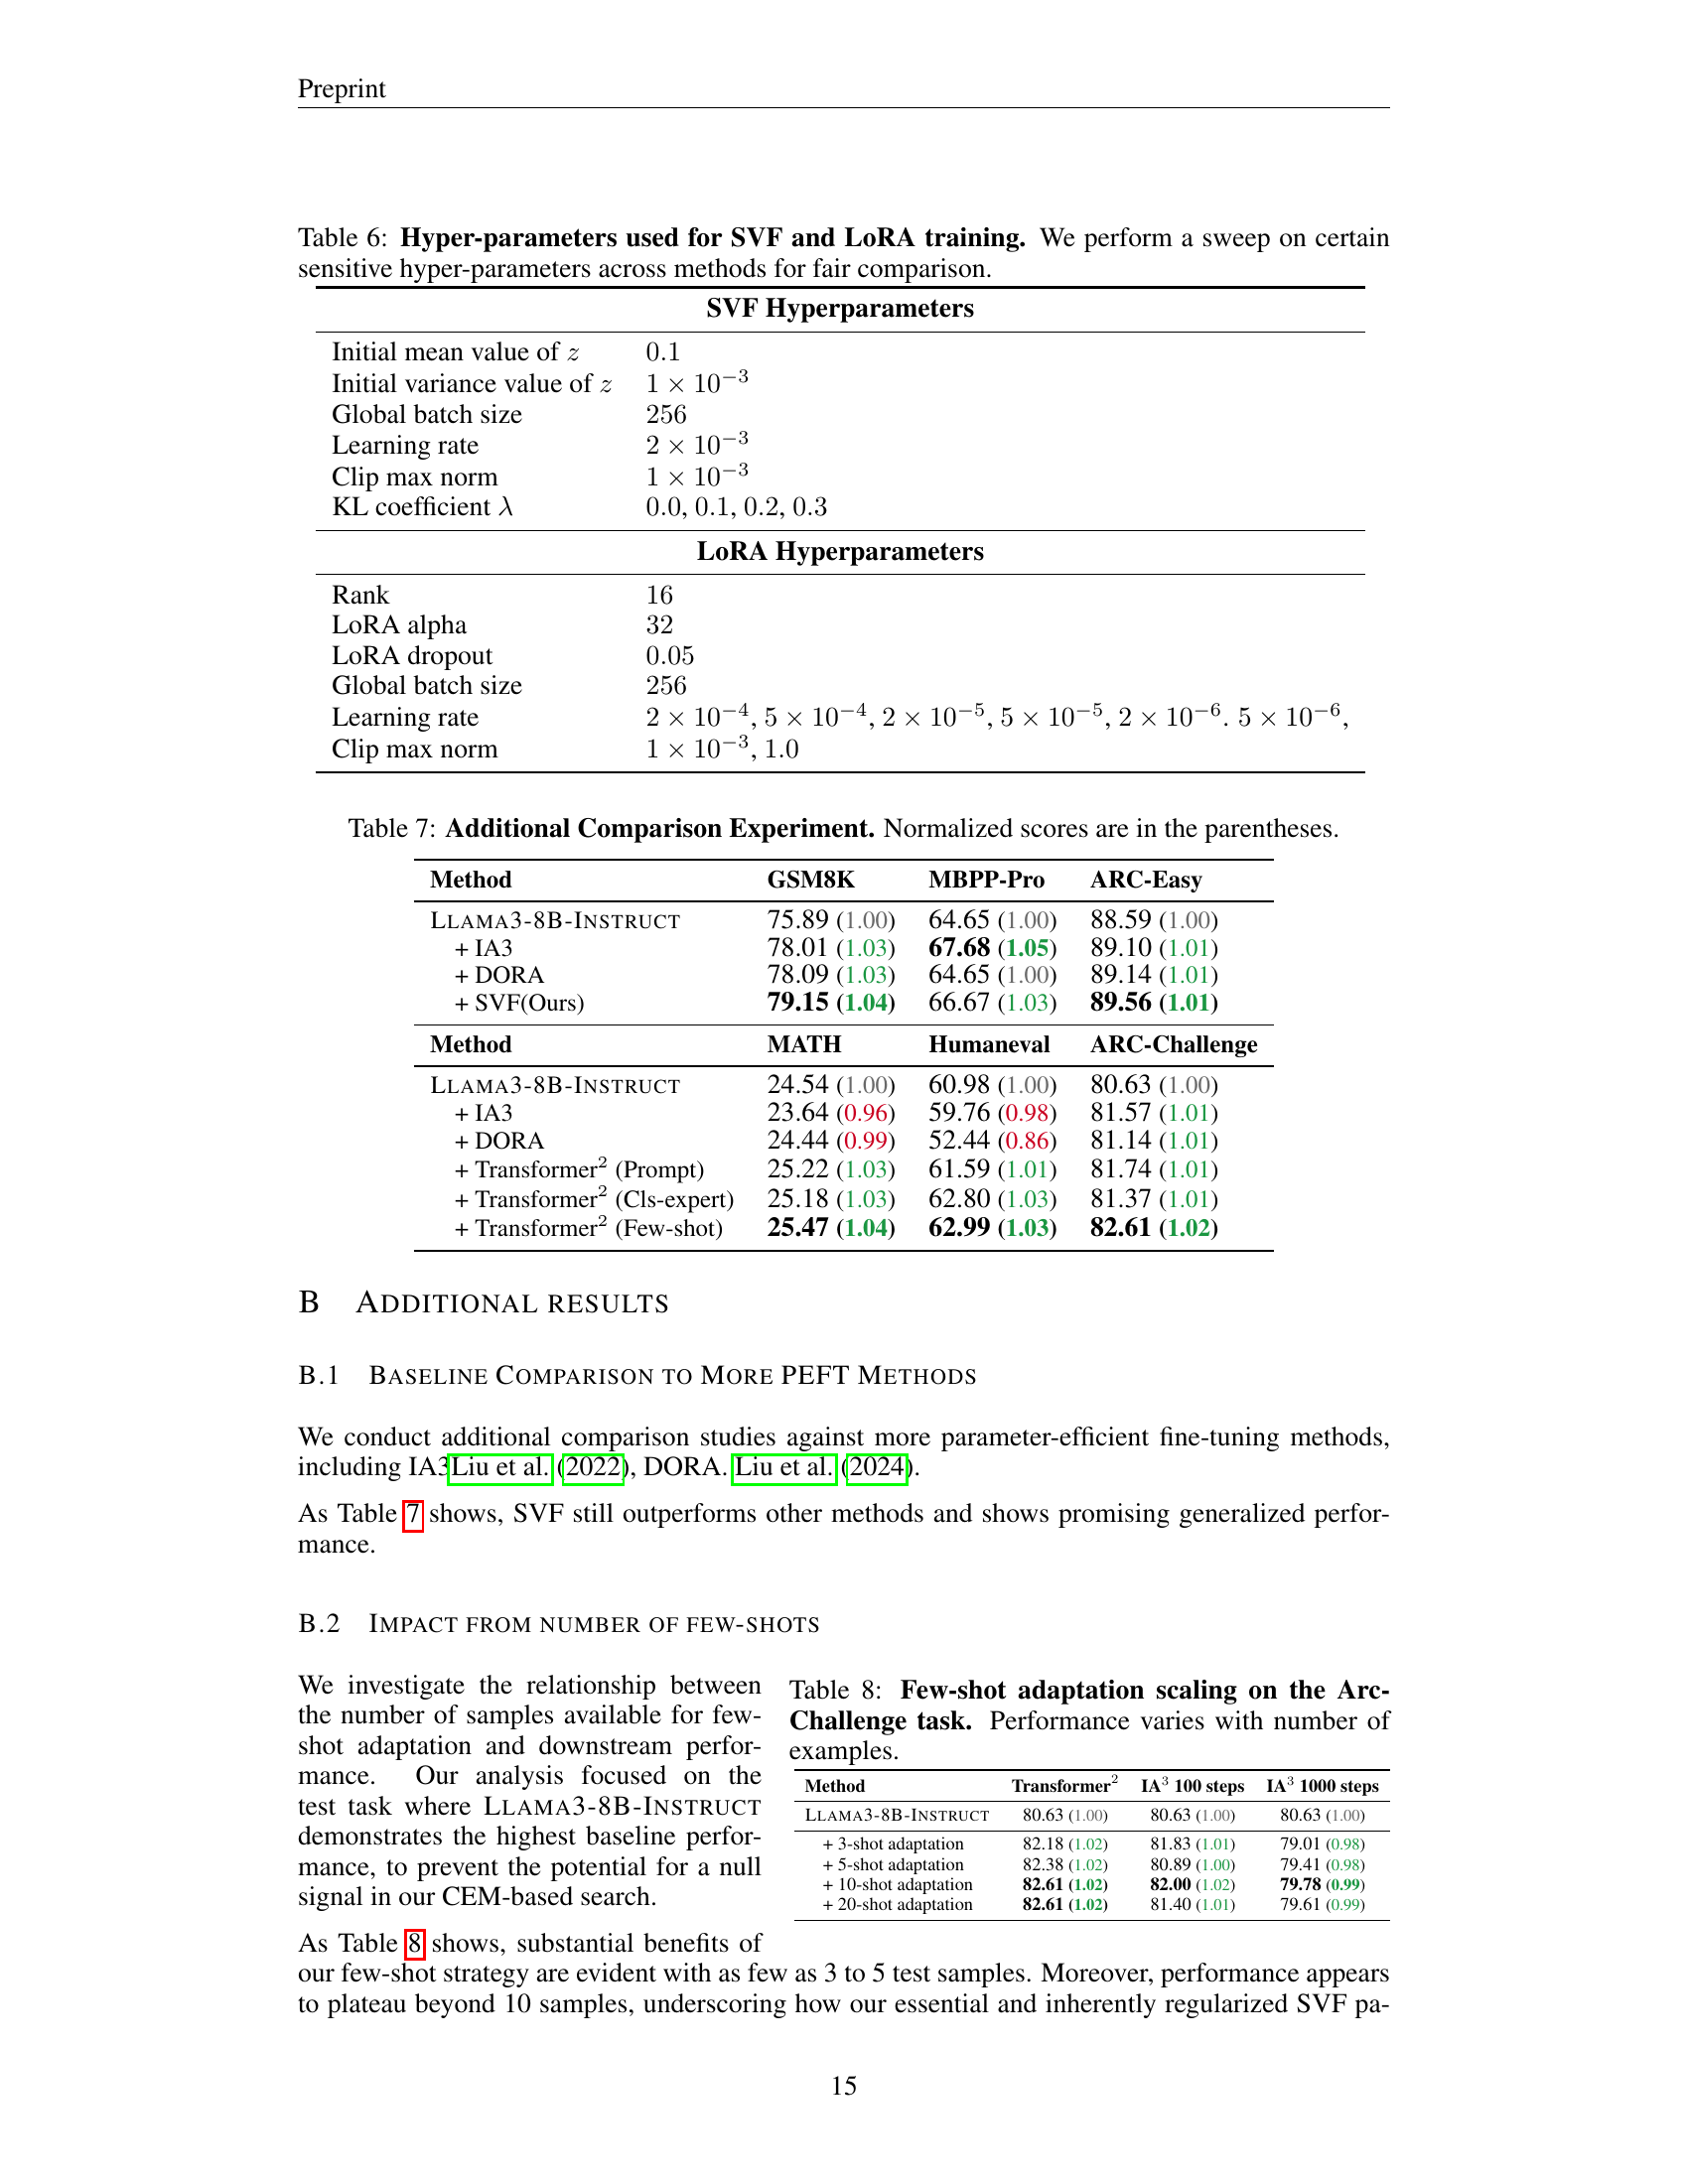 Preprint
Table 6: Hyper-parameters used for SVF and LoRA training. We perform a sweep on certain
sensitive hyper-parameters across methods for fair comparison.
SVF Hyperparameters
Initial mean value of z 0.1
Initial variance value of z 1 × 10⁻³
Global batch size 256
Learning rate 2 × 10⁻³
Clip max norm 1 × 10⁻³
KL coefficient λ 0.0, 0.1, 0.2, 0.3
LoRA Hyperparameters
Rank 16
LoRA alpha 32
LoRA dropout 0.05
Global batch size 256
Learning rate 2 × 10⁻⁴, 5 × 10⁻⁴, 2 × 10⁻⁵, 5 × 10⁻⁵, 2 × 10⁻⁶. 5 × 10⁻⁶,
Clip max norm 1 × 10⁻³, 1.0
Table 7: Additional Comparison Experiment. Normalized scores are in the parentheses.
Method GSM8K MBPP-Pro ARC-Easy
LLAMA3-8B-INSTRUCT 75.89 (1.00) 64.65 (1.00) 88.59 (1.00)
+ IA3 78.01 (1.03) 67.68 (1.05) 89.10 (1.01)
+ DORA 78.09 (1.03) 64.65 (1.00) 89.14 (1.01)
+ SVF(Ours) 79.15 (1.04) 66.67 (1.03) 89.56 (1.01)
Method MATH Humaneval ARC-Challenge
LLAMA3-8B-INSTRUCT 24.54 (1.00) 60.98 (1.00) 80.63 (1.00)
+ IA3 23.64 (0.96) 59.76 (0.98) 81.57 (1.01)
+ DORA 24.44 (0.99) 52.44 (0.86) 81.14 (1.01)
+ Transformer² (Prompt) 25.22 (1.03) 61.59 (1.01) 81.74 (1.01)
+ Transformer² (Cls-expert) 25.18 (1.03) 62.80 (1.03) 81.37 (1.01)
+ Transformer² (Few-shot) 25.47 (1.04) 62.99 (1.03) 82.61 (1.02)
B ADDITIONAL RESULTS
B.1 BASELINE COMPARISON TO MORE PEFT METHODS
We conduct additional comparison studies against more parameter-efficient fine-tuning methods,
including IA3Liu et al. (2022), DORA. Liu et al. (2024).
As Table 7 shows, SVF still outperforms other methods and shows promising generalized perfor-
mance.
B.2 IMPACT FROM NUMBER OF FEW-SHOTS
We investigate the relationship between
the number of samples available for few-
shot adaptation and downstream perfor-
mance. Our analysis focused on the
test task where LLAMA3-8B-INSTRUCT
demonstrates the highest baseline perfor-
mance, to prevent the potential for a null
signal in our CEM-based search.
Table 8: Few-shot adaptation scaling on the Arc-
Challenge task. Performance varies with number of
examples.
Method Transformer² IA³ 100 steps IA³ 1000 steps
LLAMA3-8B-INSTRUCT 80.63 (1.00) 80.63 (1.00) 80.63 (1.00)
+ 3-shot adaptation 82.18 (1.02) 81.83 (1.01) 79.01 (0.98)
+ 5-shot adaptation 82.38 (1.02) 80.89 (1.00) 79.41 (0.98)
+ 10-shot adaptation 82.61 (1.02) 82.00 (1.02) 79.78 (0.99)
+ 20-shot adaptation 82.61 (1.02) 81.40 (1.01) 79.61 (0.99)
As Table 8 shows, substantial benefits of
our few-shot strategy are evident with as few as 3 to 5 test samples. Moreover, performance appears
to plateau beyond 10 samples, underscoring how our essential and inherently regularized SVF pa-
15